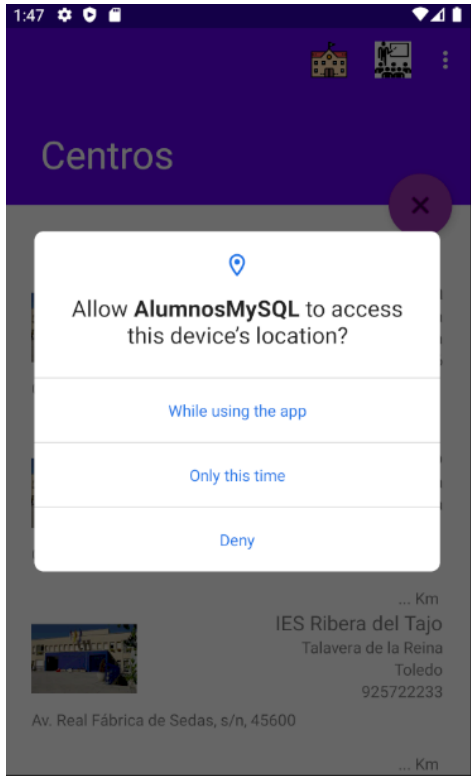 1:47
Centros
Allow AlumnosMySQL to access
this device's location?
While using the app
Only this time
Deny
... Km
IES Ribera del Tajo
Talavera de la Reina
Toledo
925722233
Av. Real Fábrica de Sedas, s/n, 45600
... Km